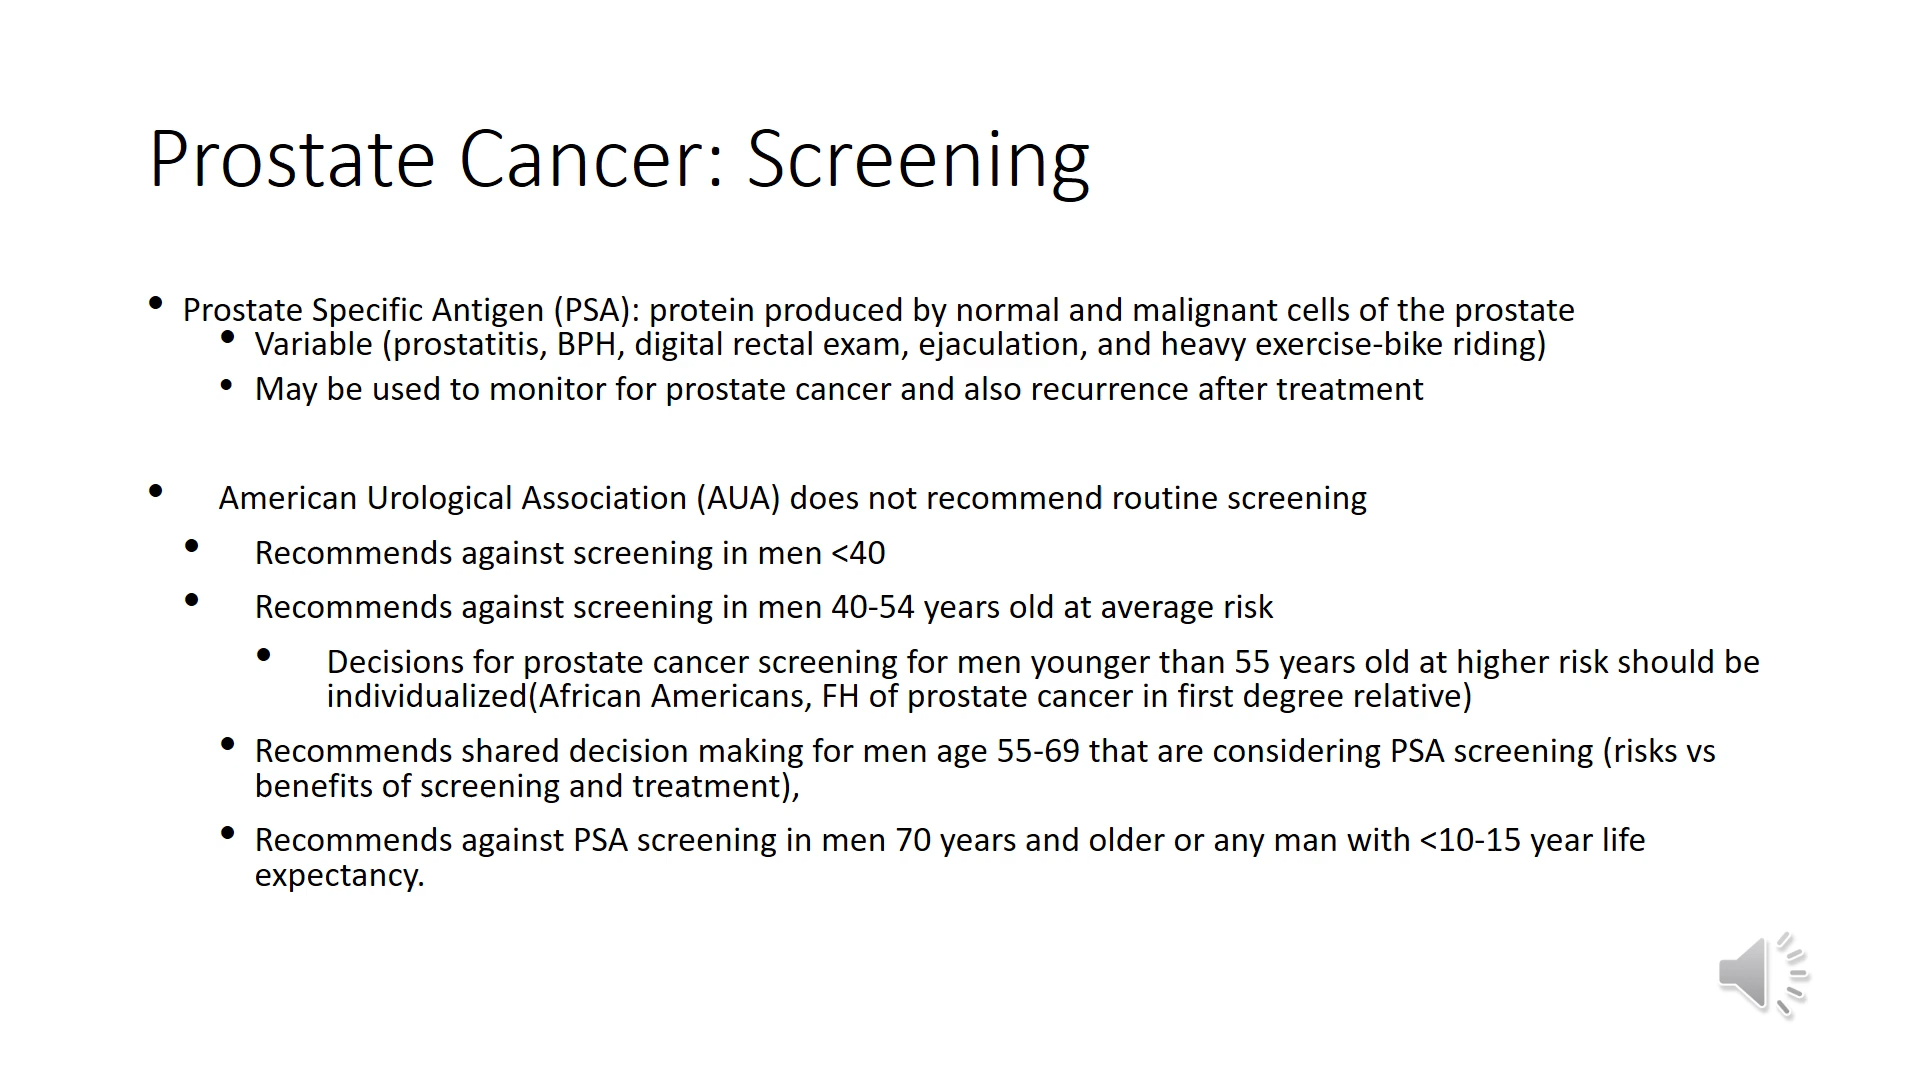 Prostate Cancer: Screening
• Prostate Specific Antigen (PSA): protein produced by normal and malignant cells of the prostate
• Variable (prostatitis, BPH, digital rectal exam, ejaculation, and heavy exercise-bike riding)
• May be used to monitor for prostate cancer and also recurrence after treatment
• American Urological Association (AUA) does not recommend routine screening
• Recommends against screening in men <40
• Recommends against screening in men 40-54 years old at average risk
• Decisions for prostate cancer screening for men younger than 55 years old at higher risk should be
individualized(African Americans, FH of prostate cancer in first degree relative)
• Recommends shared decision making for men age 55-69 that are considering PSA screening (risks vs
benefits of screening and treatment),
• Recommends against PSA screening in men 70 years and older or any man with <10-15 year life
expectancy.